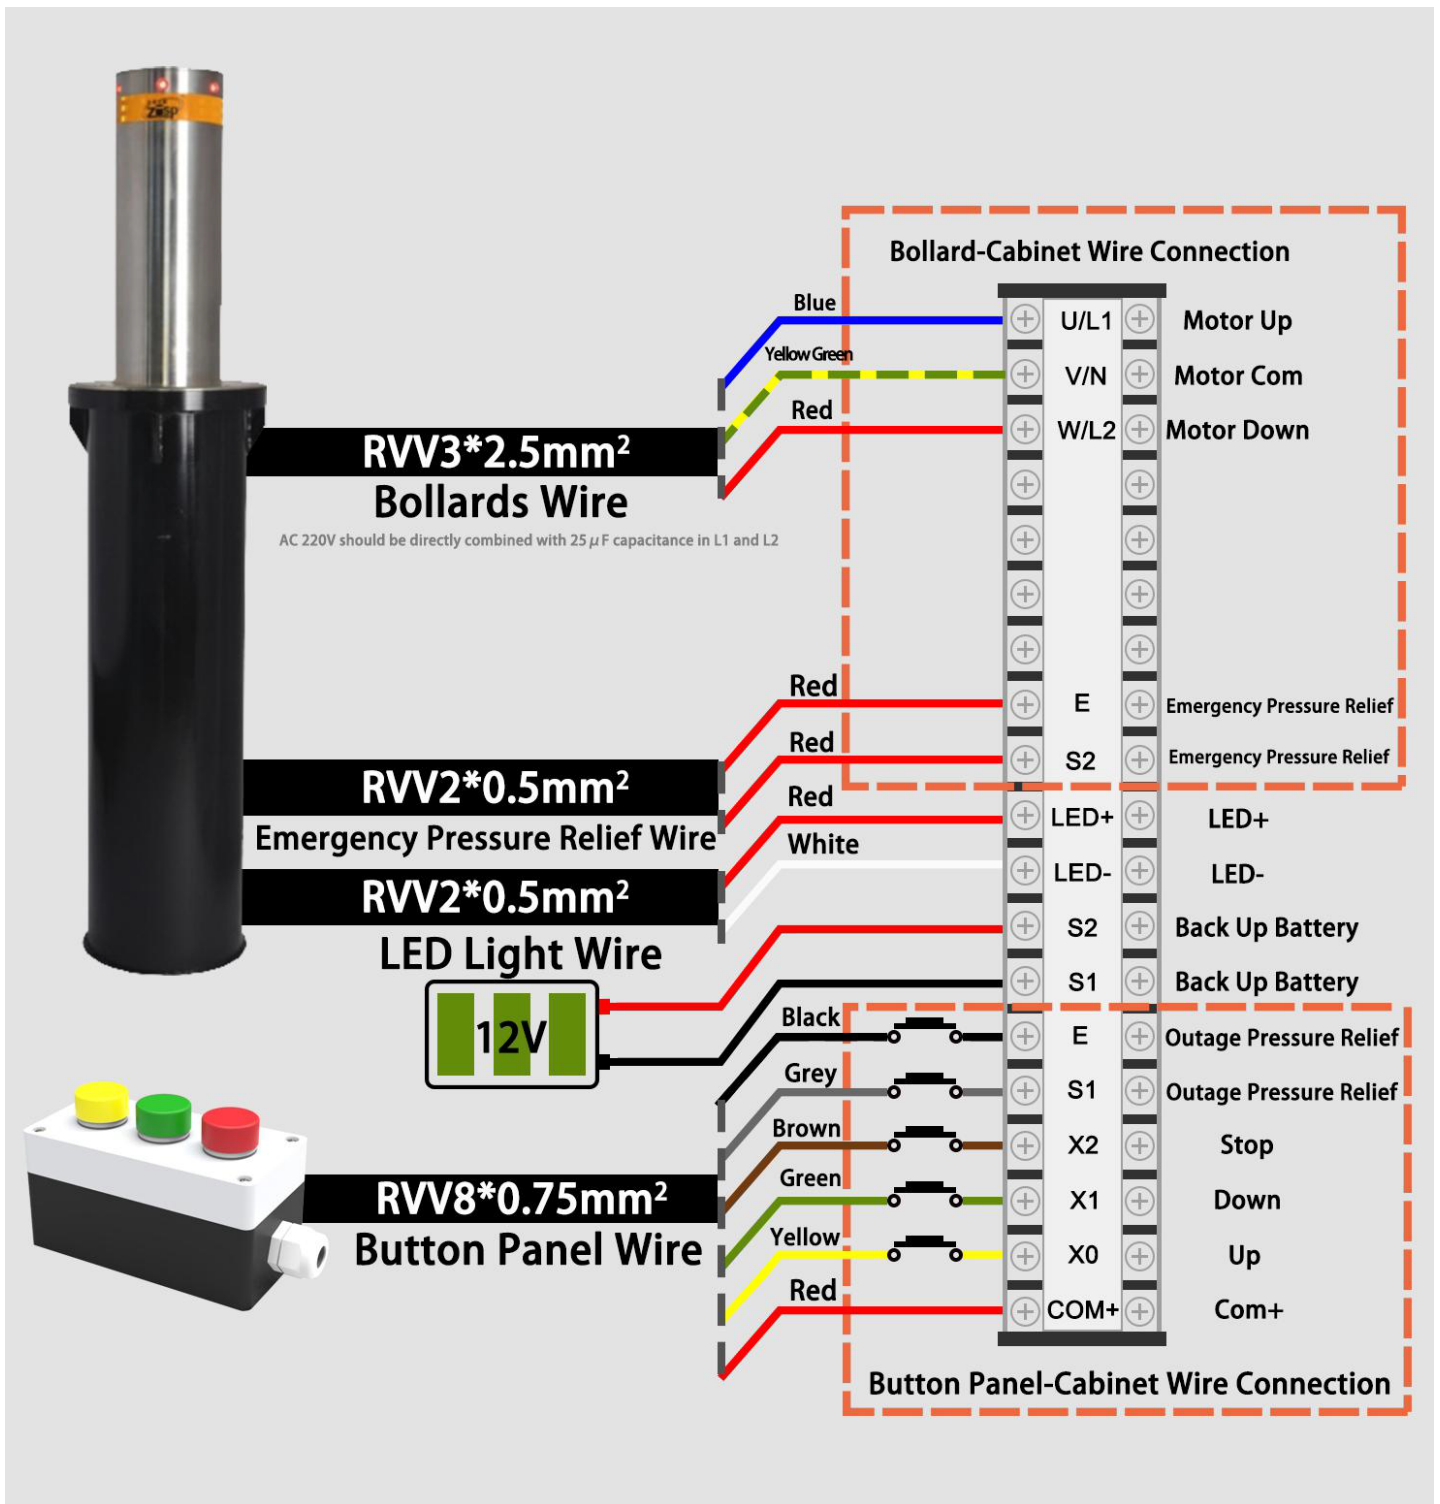 ZASP
Bollard-Cabinet Wire Connection
Blue
U/L1
Motor Up
Yellow Green
V/N
Motor Com
Red
W/L2
Motor Down
RVV3*2.5mm²
Bollards Wire
AC 220V should be directly combined with 25μF capacitance in L1 and L2
Red
E
Emergency Pressure Relief
Red
S2
Emergency Pressure Relief
RVV2*0.5mm²
Emergency Pressure Relief Wire
Red
LED+
LED+
White
LED-
LED-
RVV2*0.5mm²
LED Light Wire
S2
Back Up Battery
S1
Back Up Battery
12V
Black
E
Outage Pressure Relief
Grey
S1
Outage Pressure Relief
Brown
X2
Stop
Green
X1
Down
Yellow
X0
Up
Red
COM+
Com+
RVV8*0.75mm²
Button Panel Wire
Button Panel-Cabinet Wire Connection